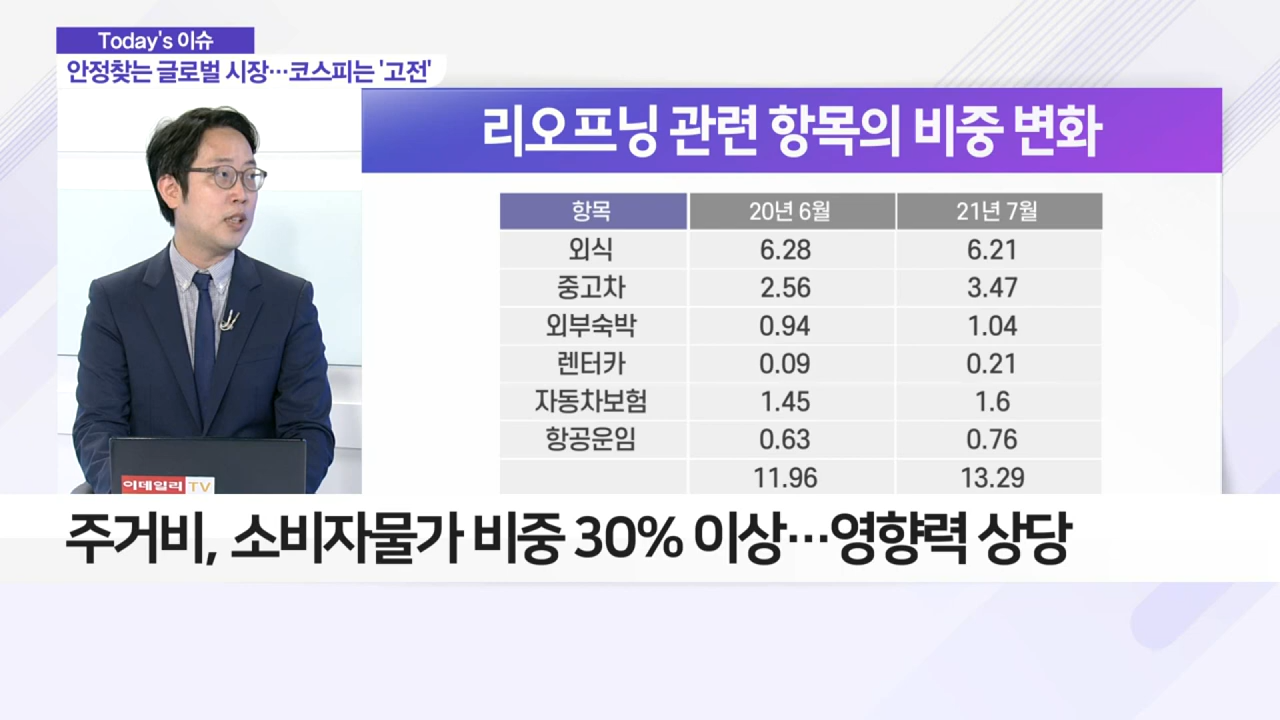 Today's 이슈
안정찾는 글로벌 시장…코스피는 '고전'
리오프닝 관련 항목의 비중 변화
항목 20년 6월 21년 7월
외식 6.28 6.21
중고차 2.56 3.47
외부숙박 0.94 1.04
렌터카 0.09 0.21
자동차보험 1.45 1.6
항공운임 0.63 0.76
11.96 13.29
이데일리 TV
주거비, 소비자물가 비중 30% 이상…영향력 상당